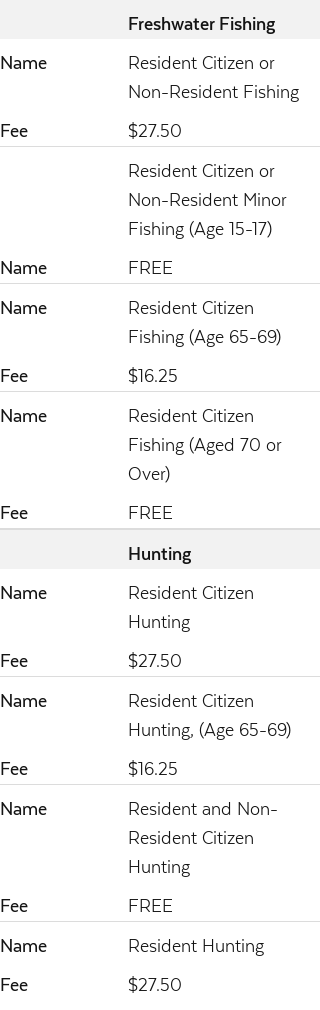 Freshwater Fishing
Name Resident Citizen or
Non-Resident Fishing
Fee $27.50
Resident Citizen or
Non-Resident Minor
Fishing (Age 15-17)
Name FREE
Name Resident Citizen
Fishing (Age 65-69)
Fee $16.25
Name Resident Citizen
Fishing (Aged 70 or
Over)
Fee FREE
Hunting
Name Resident Citizen
Hunting
Fee $27.50
Name Resident Citizen
Hunting, (Age 65-69)
Fee $16.25
Name Resident and Non-
Resident Citizen
Hunting
Fee FREE
Name Resident Hunting
Fee $27.50